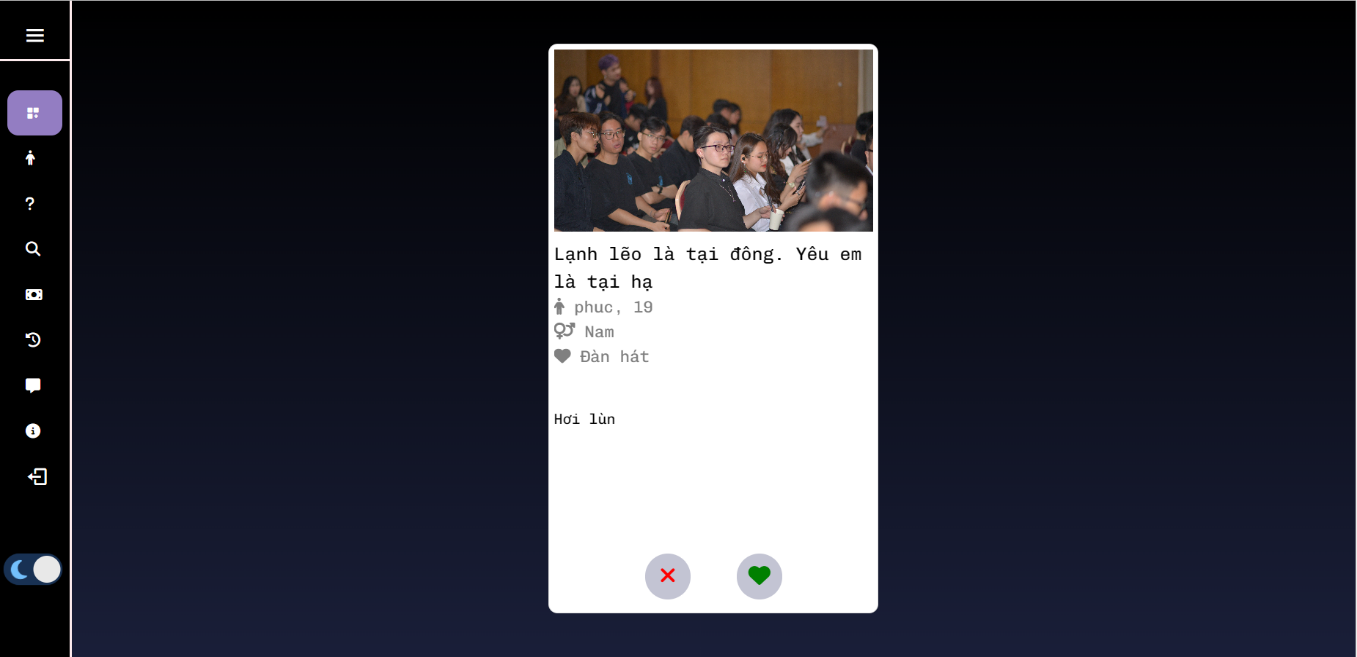 Lạnh lẽo là tại đông. Yêu em
là tại hạ
phuc, 19
Nam
Đàn hát
Hơi lùn